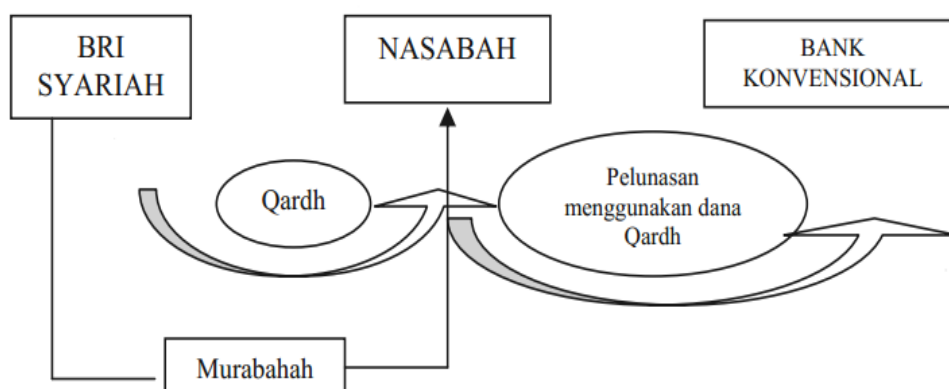 BRI
SYARIAH
NASABAH
BANK
KONVENSIONAL
Qardh
Pelunasan
menggunakan dana
Qardh
Murabahah